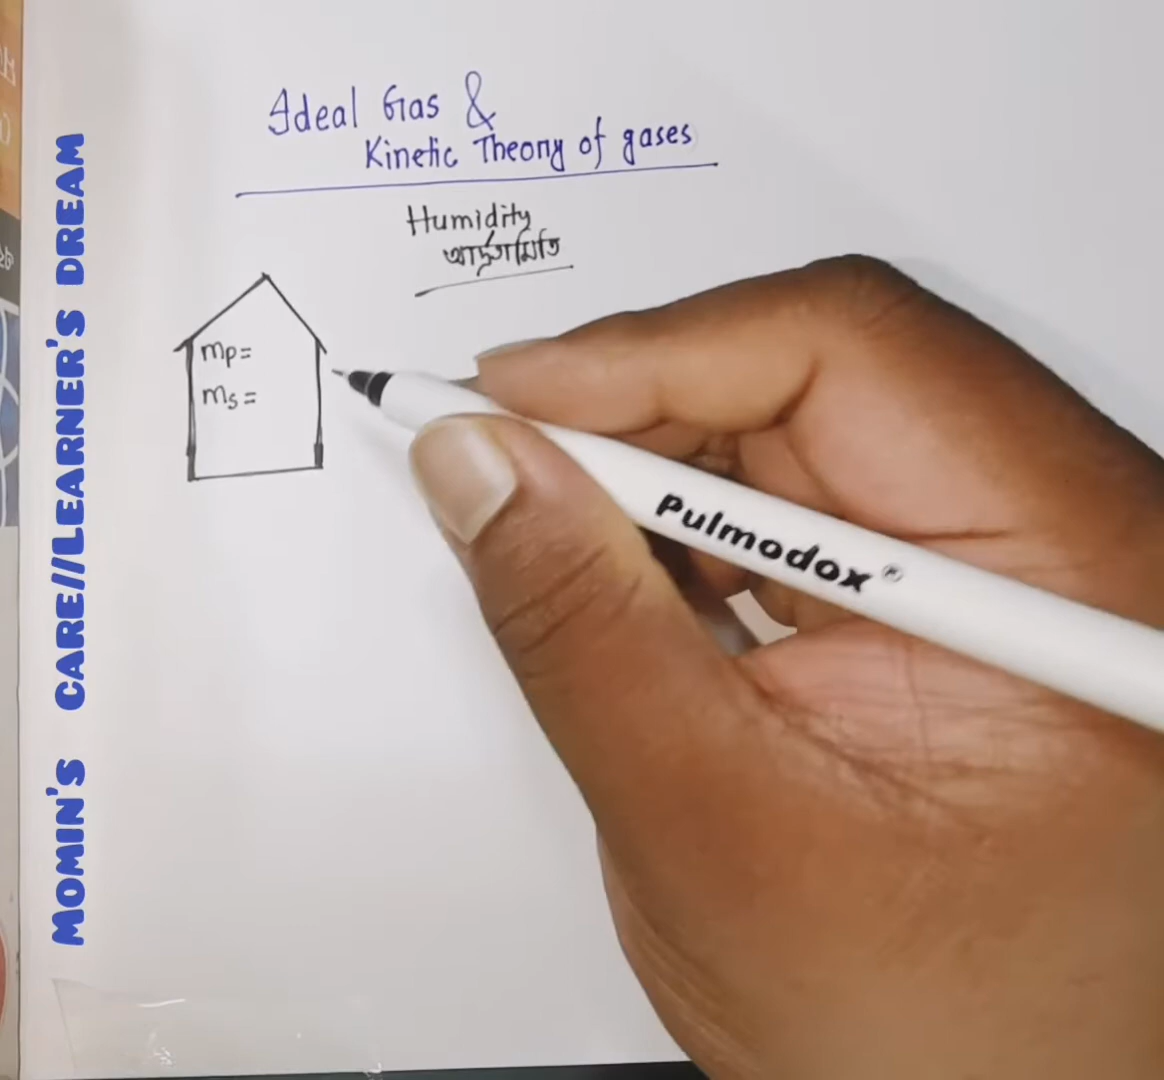 Ideal Gas &
Kinetic Theory of gases
Humidity
আর্দ্রতামিতি
mp=
ms=
Pulmodox®
MOMIN'S CARE//LEARNER'S DREAM